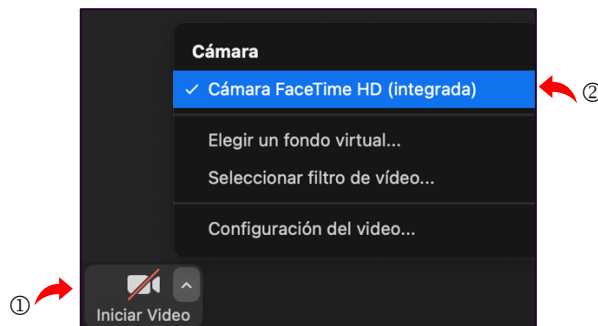 Cámara
✓ Cámara FaceTime HD (integrada)
②
Elegir un fondo virtual...
Seleccionar filtro de vídeo...
Configuración del video...
①
Iniciar Video